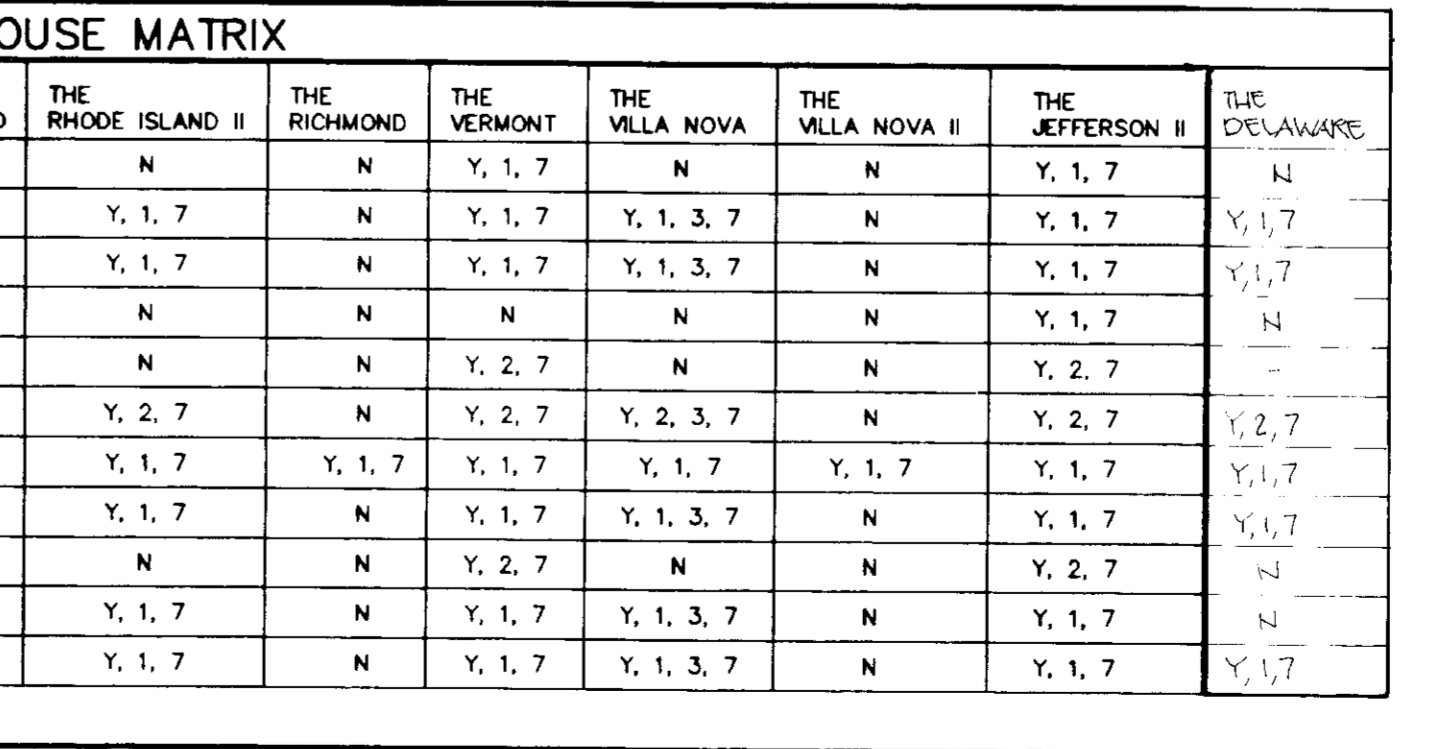 OUSE MATRIX
THE RHODE ISLAND II THE RICHMOND THE VERMONT THE VILLA NOVA THE VILLA NOVA II THE JEFFERSON II THE DELAWARE
N N Y, 1, 7 N N Y, 1, 7 N
Y, 1, 7 N Y, 1, 7 Y, 1, 3, 7 N Y, 1, 7 Y, 1, 7
Y, 1, 7 N Y, 1, 7 Y, 1, 3, 7 N Y, 1, 7 Y, 1, 7
N N N N N Y, 1, 7 N
N N Y, 2, 7 N N Y, 2, 7 -
Y, 2, 7 N Y, 2, 7 Y, 2, 3, 7 N Y, 2, 7 Y, 2, 7
Y, 1, 7 Y, 1, 7 Y, 1, 7 Y, 1, 7 Y, 1, 7 Y, 1, 7 Y, 1, 7
Y, 1, 7 N Y, 1, 7 Y, 1, 3, 7 N Y, 1, 7 Y, 1, 7
N N Y, 2, 7 N N Y, 2, 7 N
Y, 1, 7 N Y, 1, 7 Y, 1, 3, 7 N Y, 1, 7 N
Y, 1, 7 N Y, 1, 7 Y, 1, 3, 7 N Y, 1, 7 Y, 1, 7